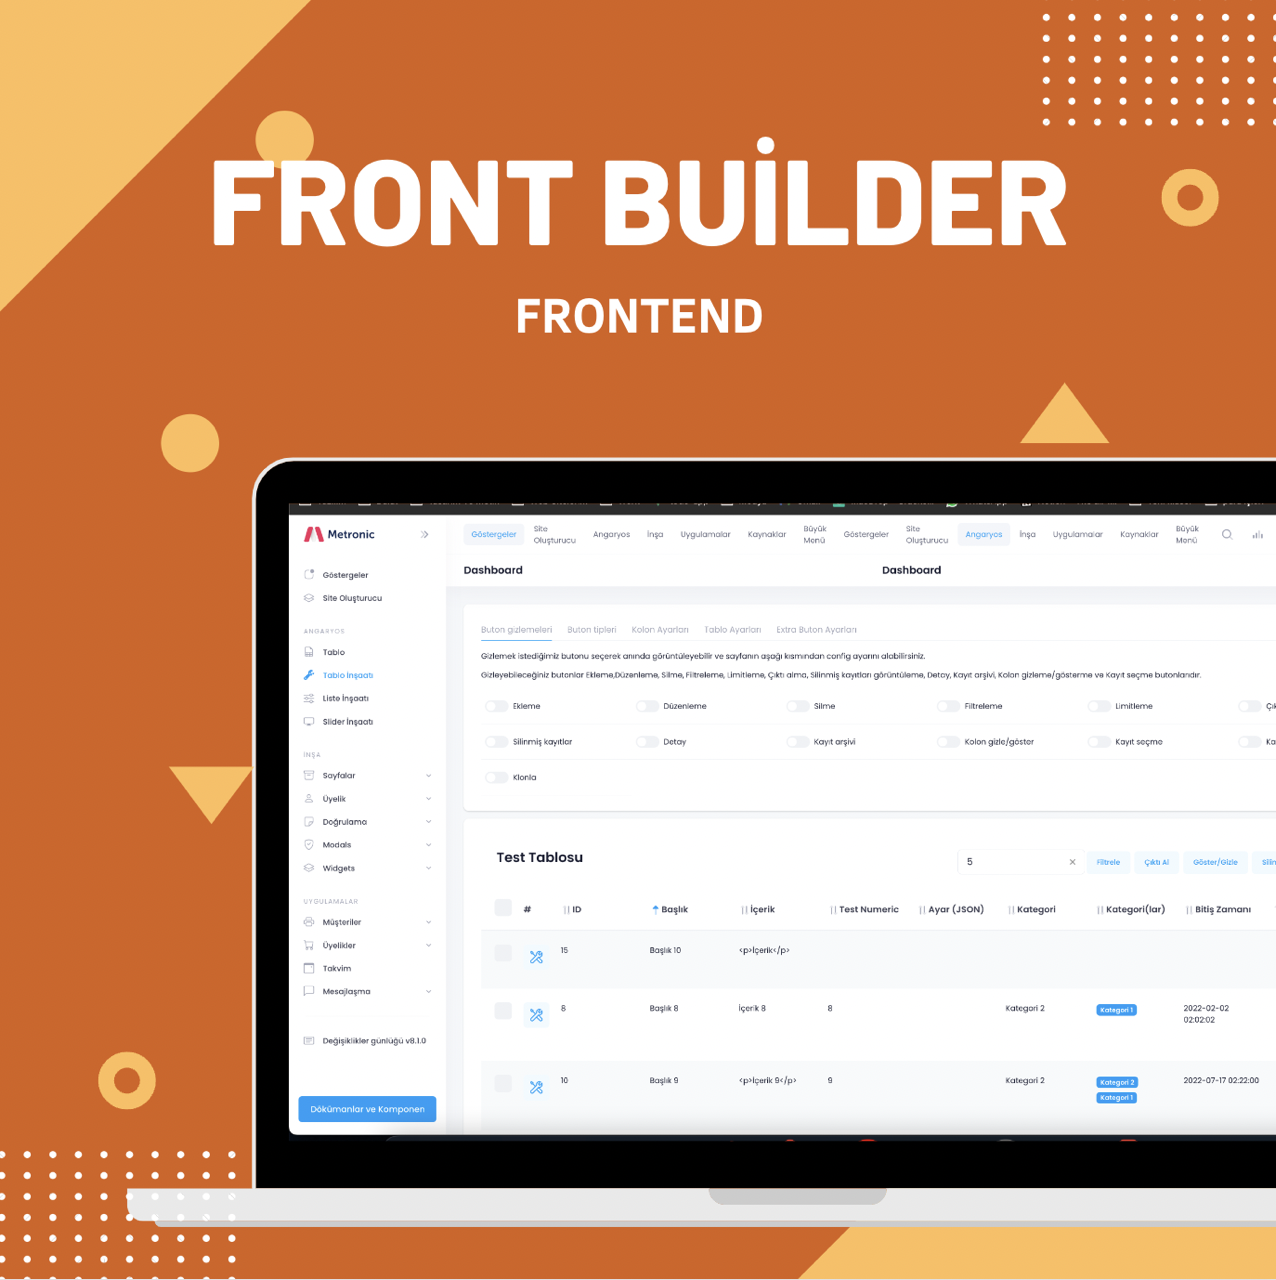 FRONT BUİLDER
FRONTEND
Metronic
Göstergeler
Site Oluşturucu
Angaryos
İnşa
Uygulamalar
Kaynaklar
Büyük Menü
Göstergeler
Site Oluşturucu
Angaryos
İnşa
Uygulamalar
Kaynaklar
Büyük Menü
Dashboard
Dashboard
Göstergeler
Site Oluşturucu
ANGARYOS
Tablo
Tablo İnşaatı
Liste İnşaatı
Slider İnşaatı
İNŞA
Sayfalar
Üyelik
Doğrulama
Modals
Widgets
UYGULAMALAR
Müşteriler
Üyelikler
Takvim
Mesajlaşma
Değişiklikler günlüğü v8.1.0
Dökümanlar ve Komponen
Buton gizlemeleri Buton tipleri Kolon Ayarları Tablo Ayarları Extra Buton Ayarları
Gizlemek istediğimiz butonu seçerek anında görüntüleyebilir ve sayfanın aşağı kısmından config ayarını alabilirsiniz.
Gizleyebileceğiniz butonlar Ekleme,Düzenleme, Silme, Filtreleme, Limitleme, Çıktı alma, Silinmiş kayıtları görüntüleme, Detay, Kayıt arşivi, Kolon gizleme/gösterme ve Kayıt seçme butonlarıdır.
Ekleme Düzenleme Silme Filtreleme Limitleme
Silinmiş kayıtlar Detay Kayıt arşivi Kolon gizle/göster Kayıt seçme
Klonla
Test Tablosu
5 × Filtrele Çıktı Al Göster/Gizle
# ID Başlık İçerik Test Numeric Ayar (JSON) Kategori Kategori(lar) Bitiş Zamanı
15 Başlık 10 <p>İçerik</p>
8 Başlık 8 İçerik 8 8 Kategori 2 Kategori 1 2022-02-02
02:02:02
10 Başlık 9 <p>İçerik 9</p> 9 Kategori 2 Kategori 2 2022-07-17 02:22:00
Kategori 1